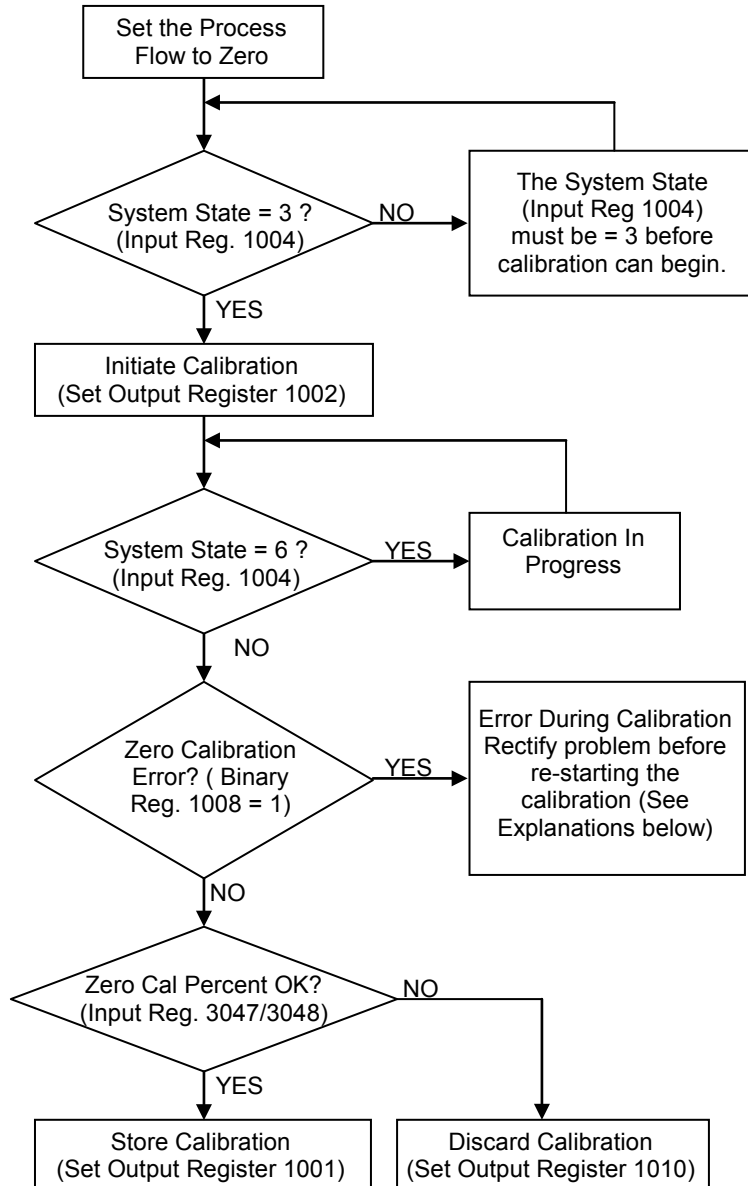 Set the Process
Flow to Zero
System State = 3 ?
(Input Reg. 1004)
NO
The System State
(Input Reg 1004)
must be = 3 before
calibration can begin.
YES
Initiate Calibration
(Set Output Register 1002)
System State = 6 ?
(Input Reg. 1004)
YES
Calibration In
Progress
NO
Zero Calibration
Error? ( Binary
Reg. 1008 = 1)
YES
Error During Calibration
Rectify problem before
re-starting the
calibration (See
Explanations below)
NO
Zero Cal Percent OK?
(Input Reg. 3047/3048)
NO
YES
Store Calibration
(Set Output Register 1001)
Discard Calibration
(Set Output Register 1010)